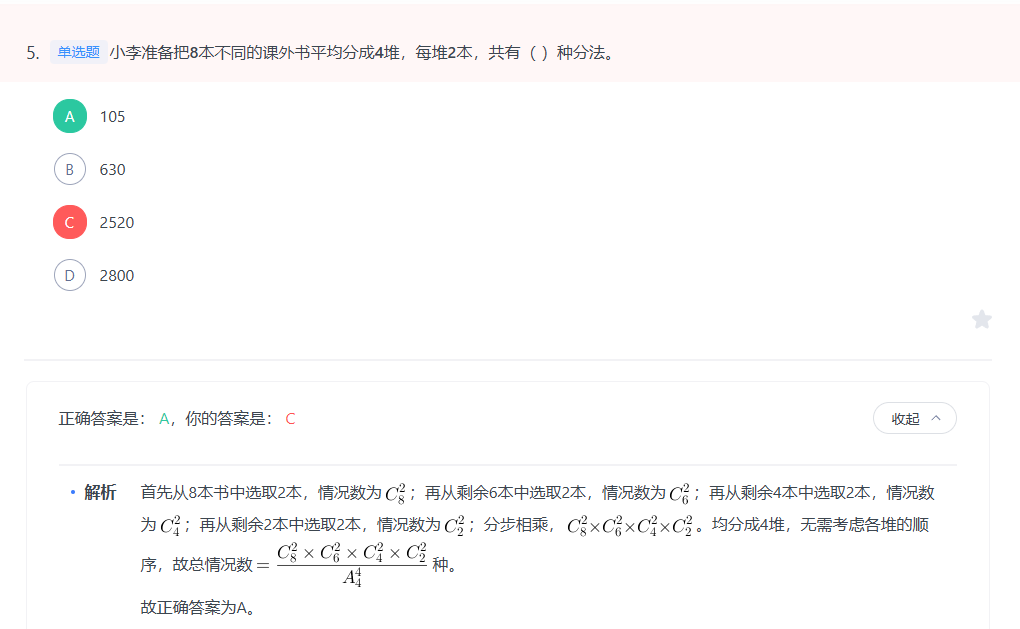 5. 单选题 小李准备把8本不同的课外书平均分成4堆，每堆2本，共有（ ）种分法。
A 105
B 630
C 2520
D 2800
正确答案是： A，你的答案是： C
收起
• 解析 首先从8本书中选取2本，情况数为 $C_8^2$；再从剩余6本中选取2本，情况数为 $C_6^2$；再从剩余4本中选取2本，情况数
为 $C_4^2$；再从剩余2本中选取2本，情况数为 $C_2^2$；分步相乘， $C_8^2 \times C_6^2 \times C_4^2 \times C_2^2$。均分成4堆，无需考虑各堆的顺
序，故总情况数 $= \frac{C_8^2 \times C_6^2 \times C_4^2 \times C_2^2}{A_4^4}$ 种。
故正确答案为A。